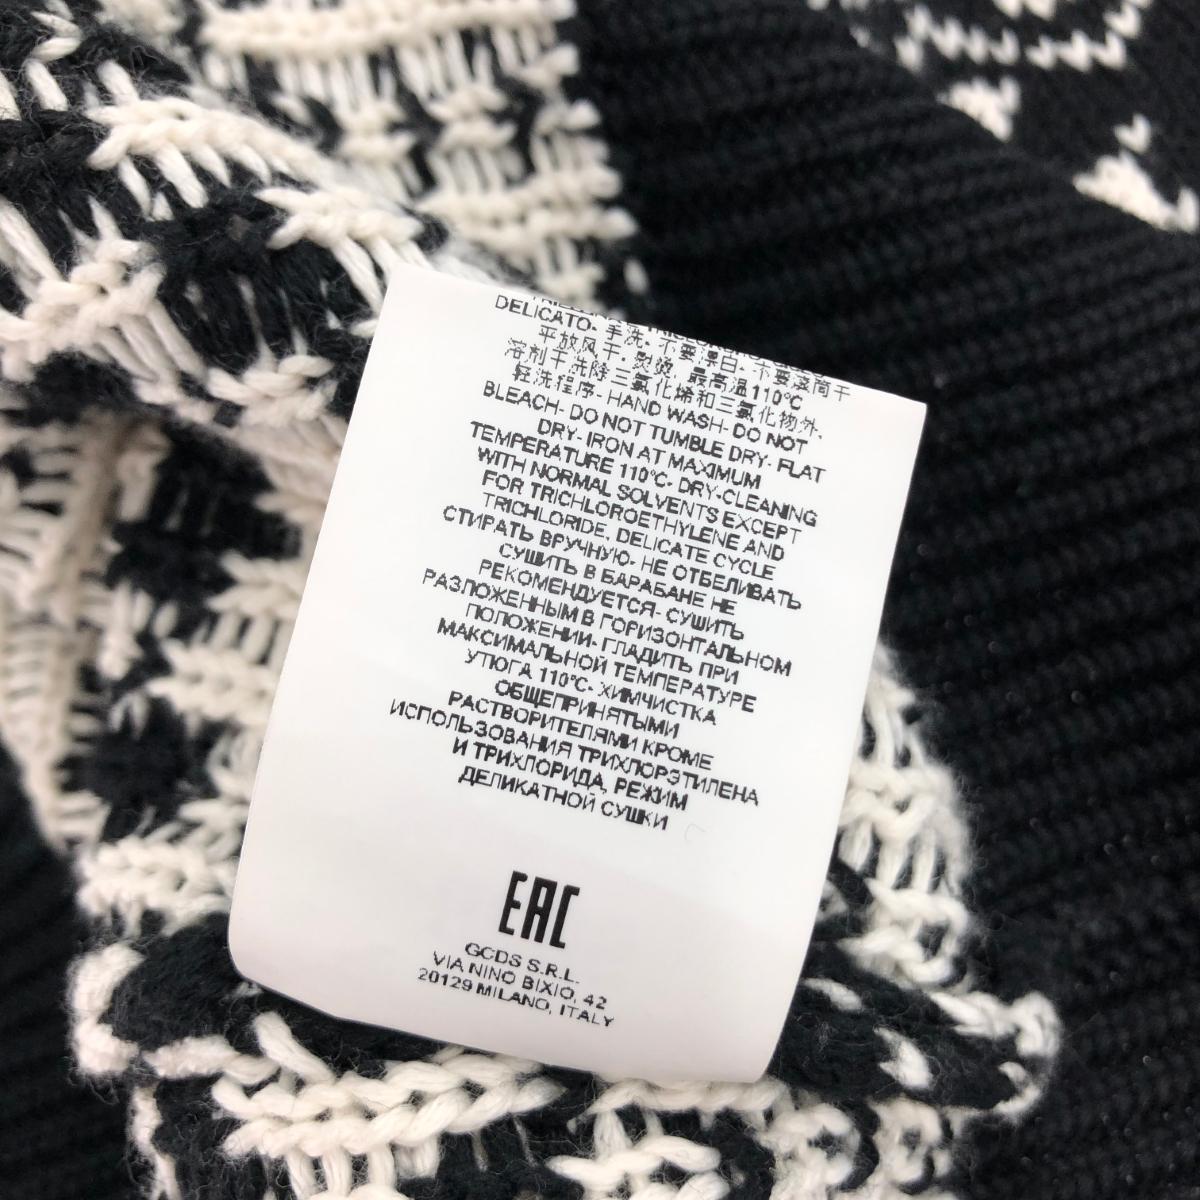 DELICATO- 手洗. 不要漂白. 不要滚筒干
平放风干. 熨烫. 最高温110°C
溶剂干洗除三氯化烯和三氯化物外.
轻洗程序- HAND WASH- DO NOT
BLEACH- DO NOT TUMBLE DRY- FLAT
DRY- IRON AT MAXIMUM
TEMPERATURE 110°C- DRY-CLEANING
WITH NORMAL SOLVENTS EXCEPT
FOR TRICHLOROETHYLENE AND
TRICHLORIDE, DELICATE CYCLE
СТИРАТЬ ВРУЧНУЮ- НЕ ОТБЕЛИВАТЬ
СУШИТЬ В БАРАБАНЕ НЕ
РЕКОМЕНДУЕТСЯ- СУШИТЬ
РАЗЛОЖЕННЫМ В ГОРИЗОНТАЛЬНОМ
ПОЛОЖЕНИИ- ГЛАДИТЬ ПРИ
МАКСИМАЛЬНОЙ ТЕМПЕРАТУРЕ
УТЮГА 110°C- ХИМЧИСТКА
ОБЩЕПРИНЯТЫМИ
РАСТВОРИТЕЛЯМИ КРОМЕ
ИСПОЛЬЗОВАНИЯ ТРИХЛОРЭТИЛЕНА
И ТРИХЛОРИДА, РЕЖИМ
ДЕЛИКАТНОЙ СУШКИ
EAC
GCDS S.R.L.
VIA NINO BIXIO, 42
20129 MILANO, ITALY